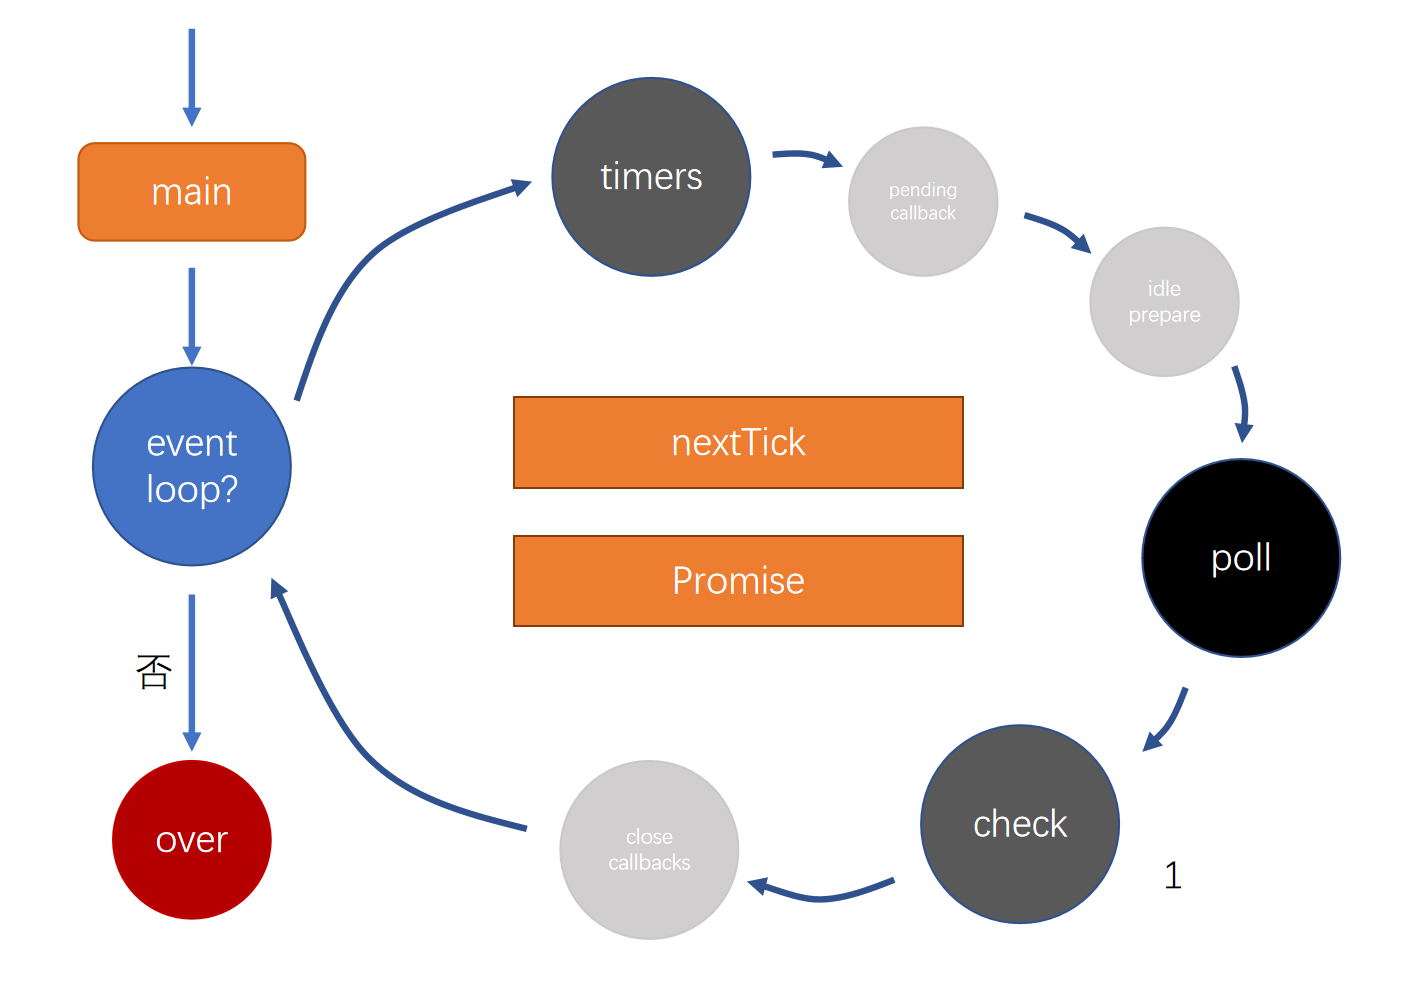 main
event
loop?
否
over
timers
pending
callback
idle
prepare
nextTick
Promise
poll
check
1
close
callbacks